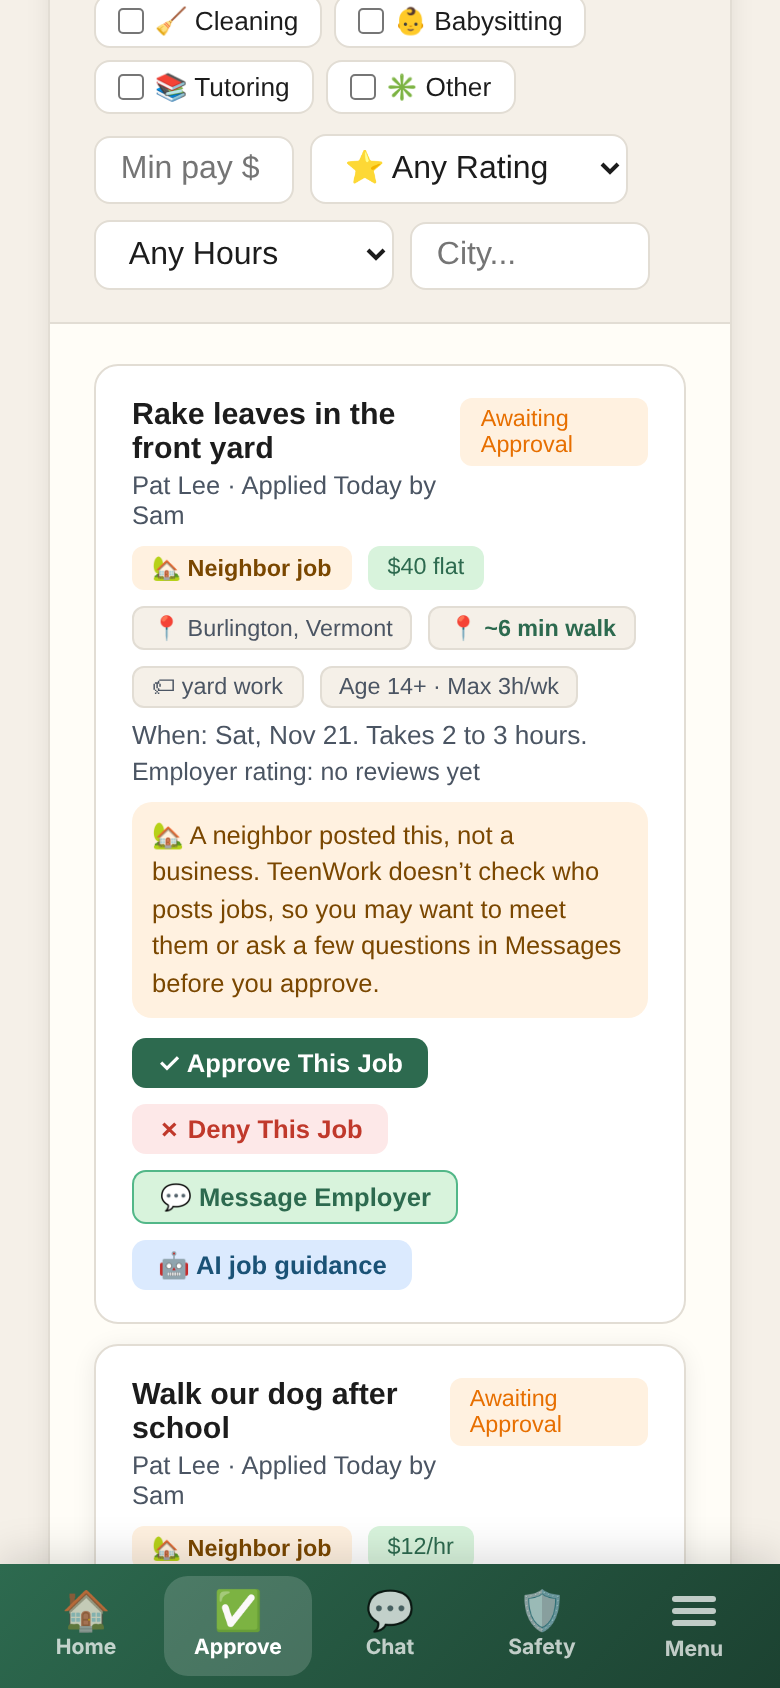 🧹 Cleaning
👶 Babysitting
📚 Tutoring
✳️ Other
Min pay $
⭐ Any Rating
Any Hours
City...
Rake leaves in the
front yard
Awaiting
Approval
Pat Lee · Applied Today by
Sam
🏡 Neighbor job
$40 flat
📍 Burlington, Vermont
📍 ~6 min walk
🏷 yard work
Age 14+ · Max 3h/wk
When: Sat, Nov 21. Takes 2 to 3 hours.
Employer rating: no reviews yet
🏡 A neighbor posted this, not a
business. TeenWork doesn’t check who
posts jobs, so you may want to meet
them or ask a few questions in Messages
before you approve.
✓ Approve This Job
✕ Deny This Job
💬 Message Employer
🤖 AI job guidance
Walk our dog after
school
Awaiting
Approval
Pat Lee · Applied Today by
Sam
🏡 Neighbor job
$12/hr
Home
Approve
Chat
Safety
Menu